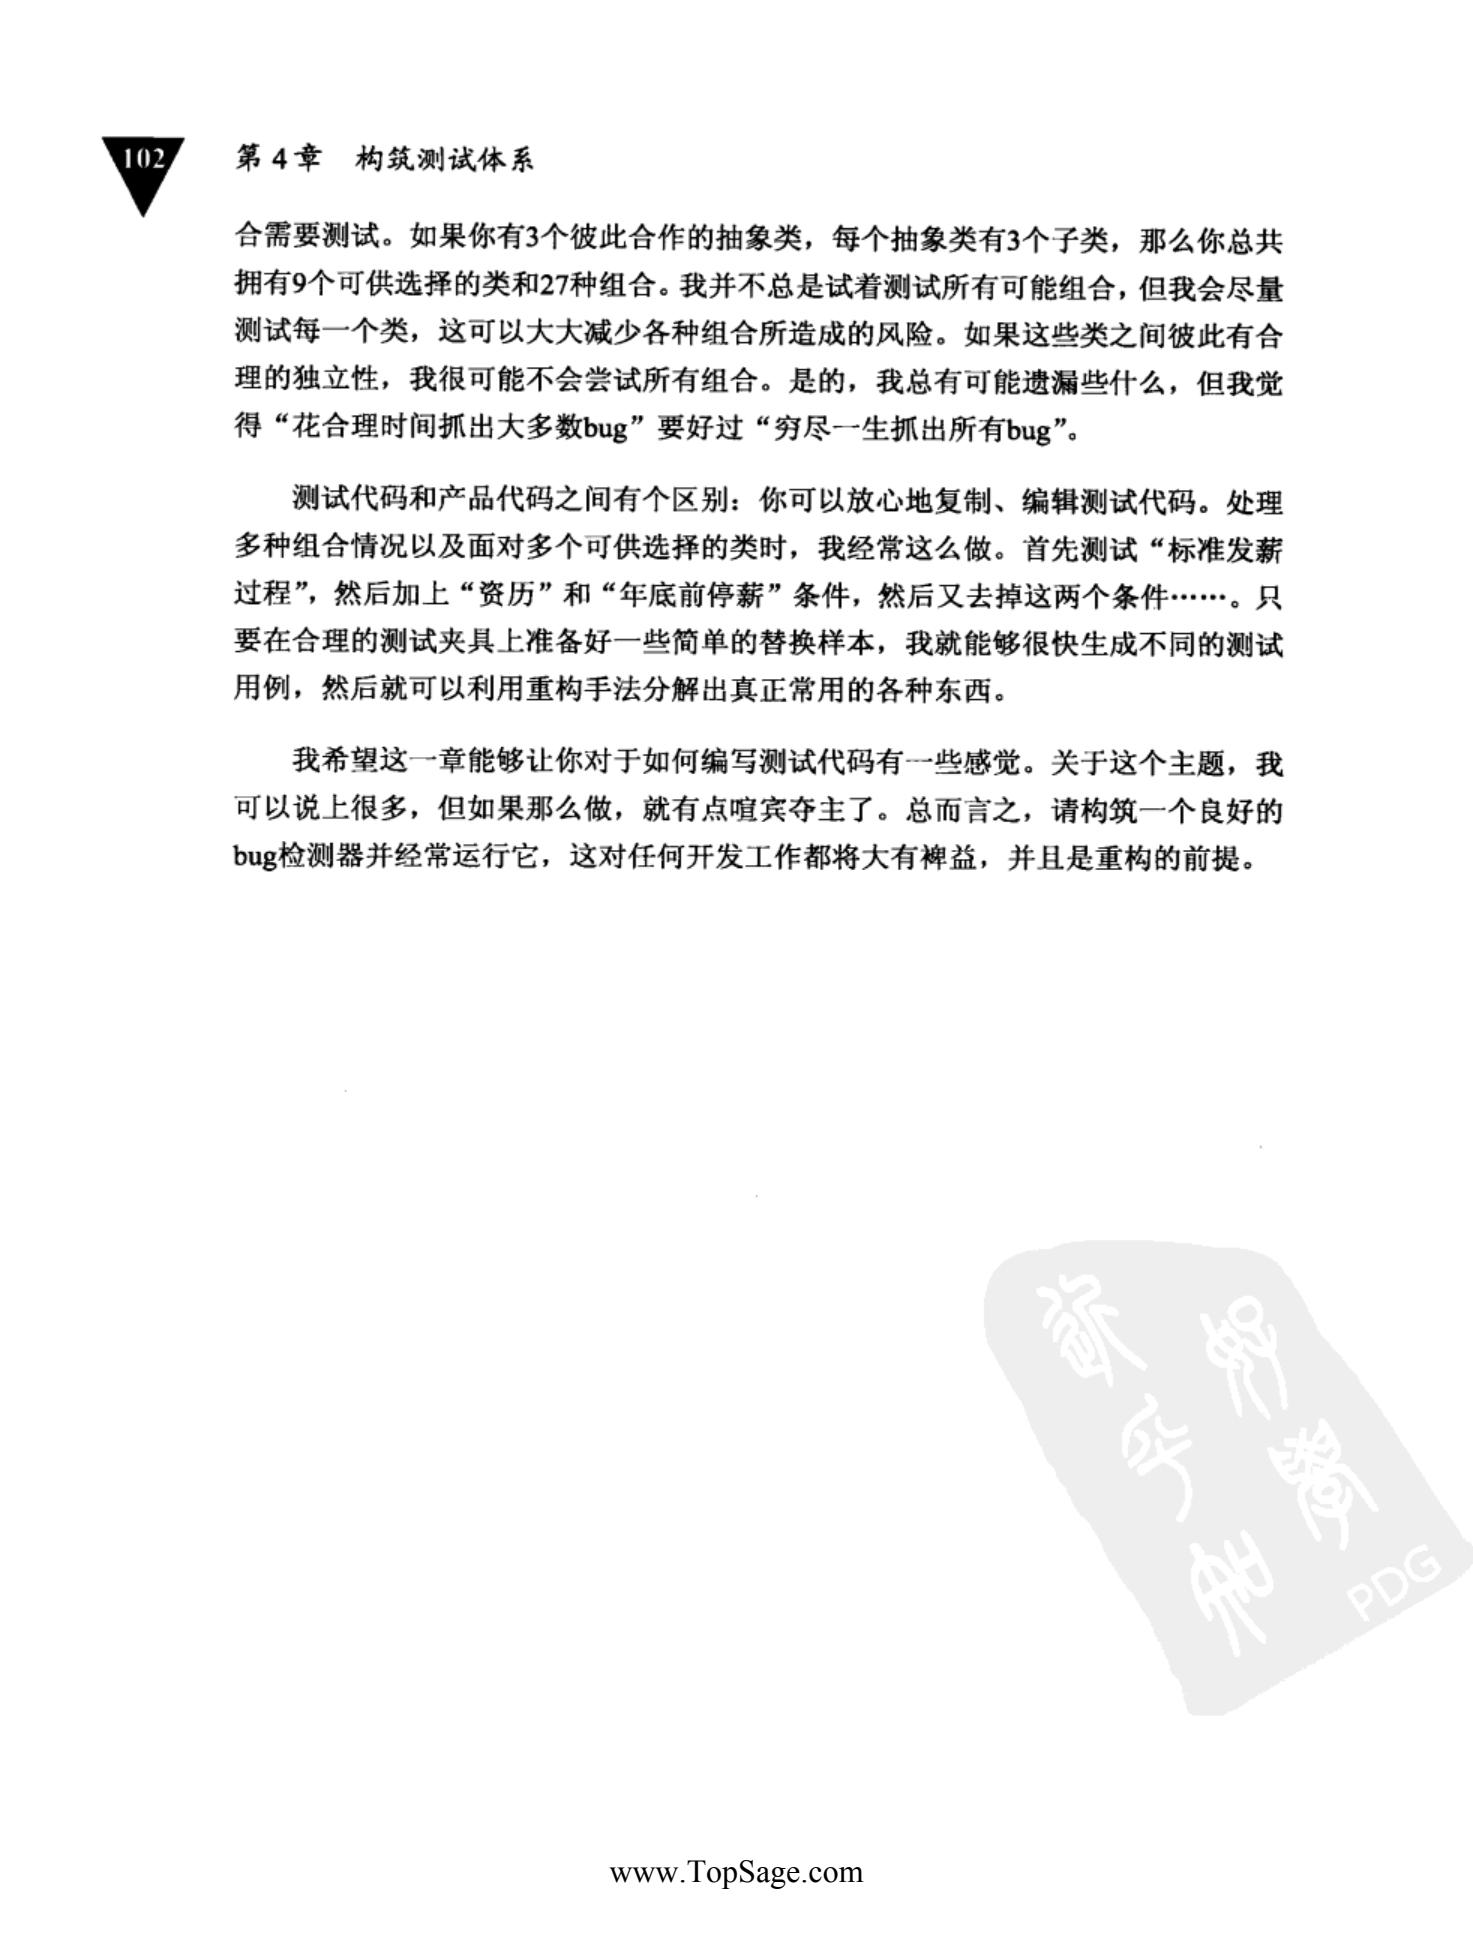 102
第 4 章　构筑测试体系
合需要测试。如果你有3个彼此合作的抽象类，每个抽象类有3个子类，那么你总共
拥有9个可供选择的类和27种组合。我并不总是试着测试所有可能组合，但我会尽量
测试每一个类，这可以大大减少各种组合所造成的风险。如果这些类之间彼此有合
理的独立性，我很可能不会尝试所有组合。是的，我总有可能遗漏些什么，但我觉
得“花合理时间抓出大多数bug”要好过“穷尽一生抓出所有bug”。
测试代码和产品代码之间有个区别：你可以放心地复制、编辑测试代码。处理
多种组合情况以及面对多个可供选择的类时，我经常这么做。首先测试“标准发薪
过程”，然后加上“资历”和“年底前停薪”条件，然后又去掉这两个条件……。只
要在合理的测试夹具上准备好一些简单的替换样本，我就能够很快生成不同的测试
用例，然后就可以利用重构手法分解出真正常用的各种东西。
我希望这一章能够让你对于如何编写测试代码有一些感觉。关于这个主题，我
可以说上很多，但如果那么做，就有点喧宾夺主了。总而言之，请构筑一个良好的
bug检测器并经常运行它，这对任何开发工作都将大有裨益，并且是重构的前提。
PDG
www.TopSage.com